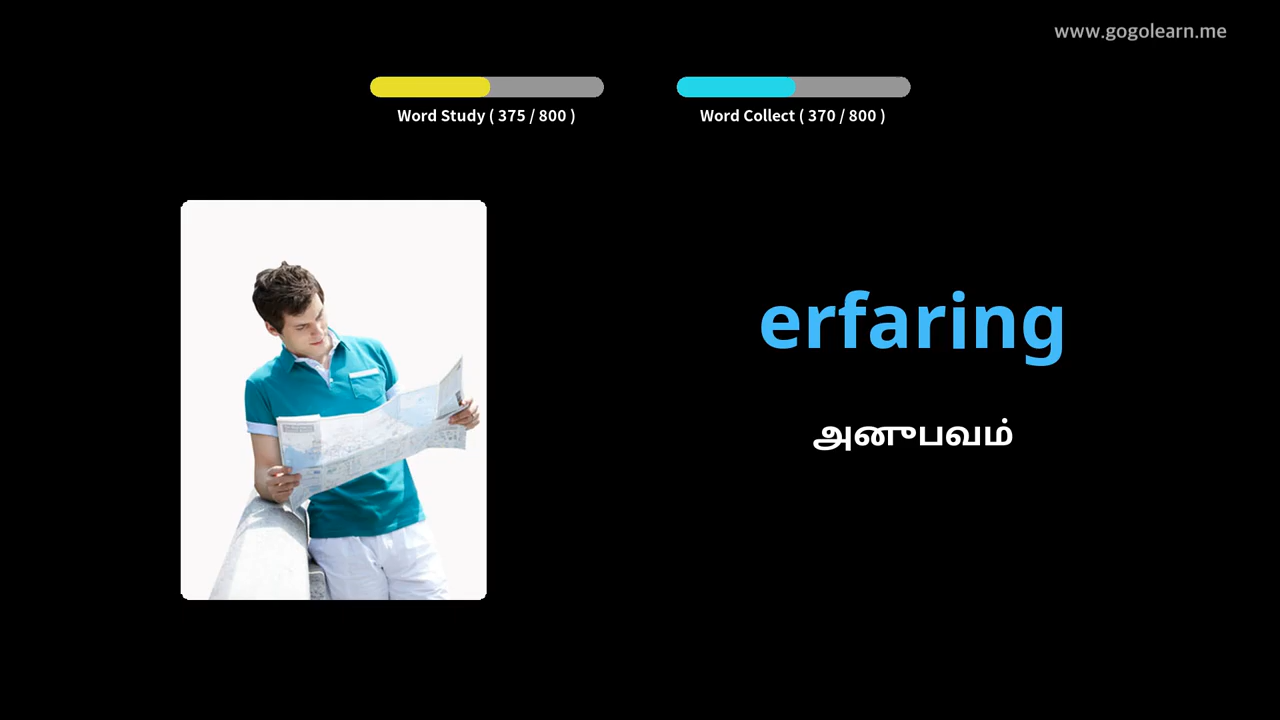 www.gogolearn.me
Word Study ( 375 / 800 )
Word Collect ( 370 / 800 )
erfaring
அனுபவம்